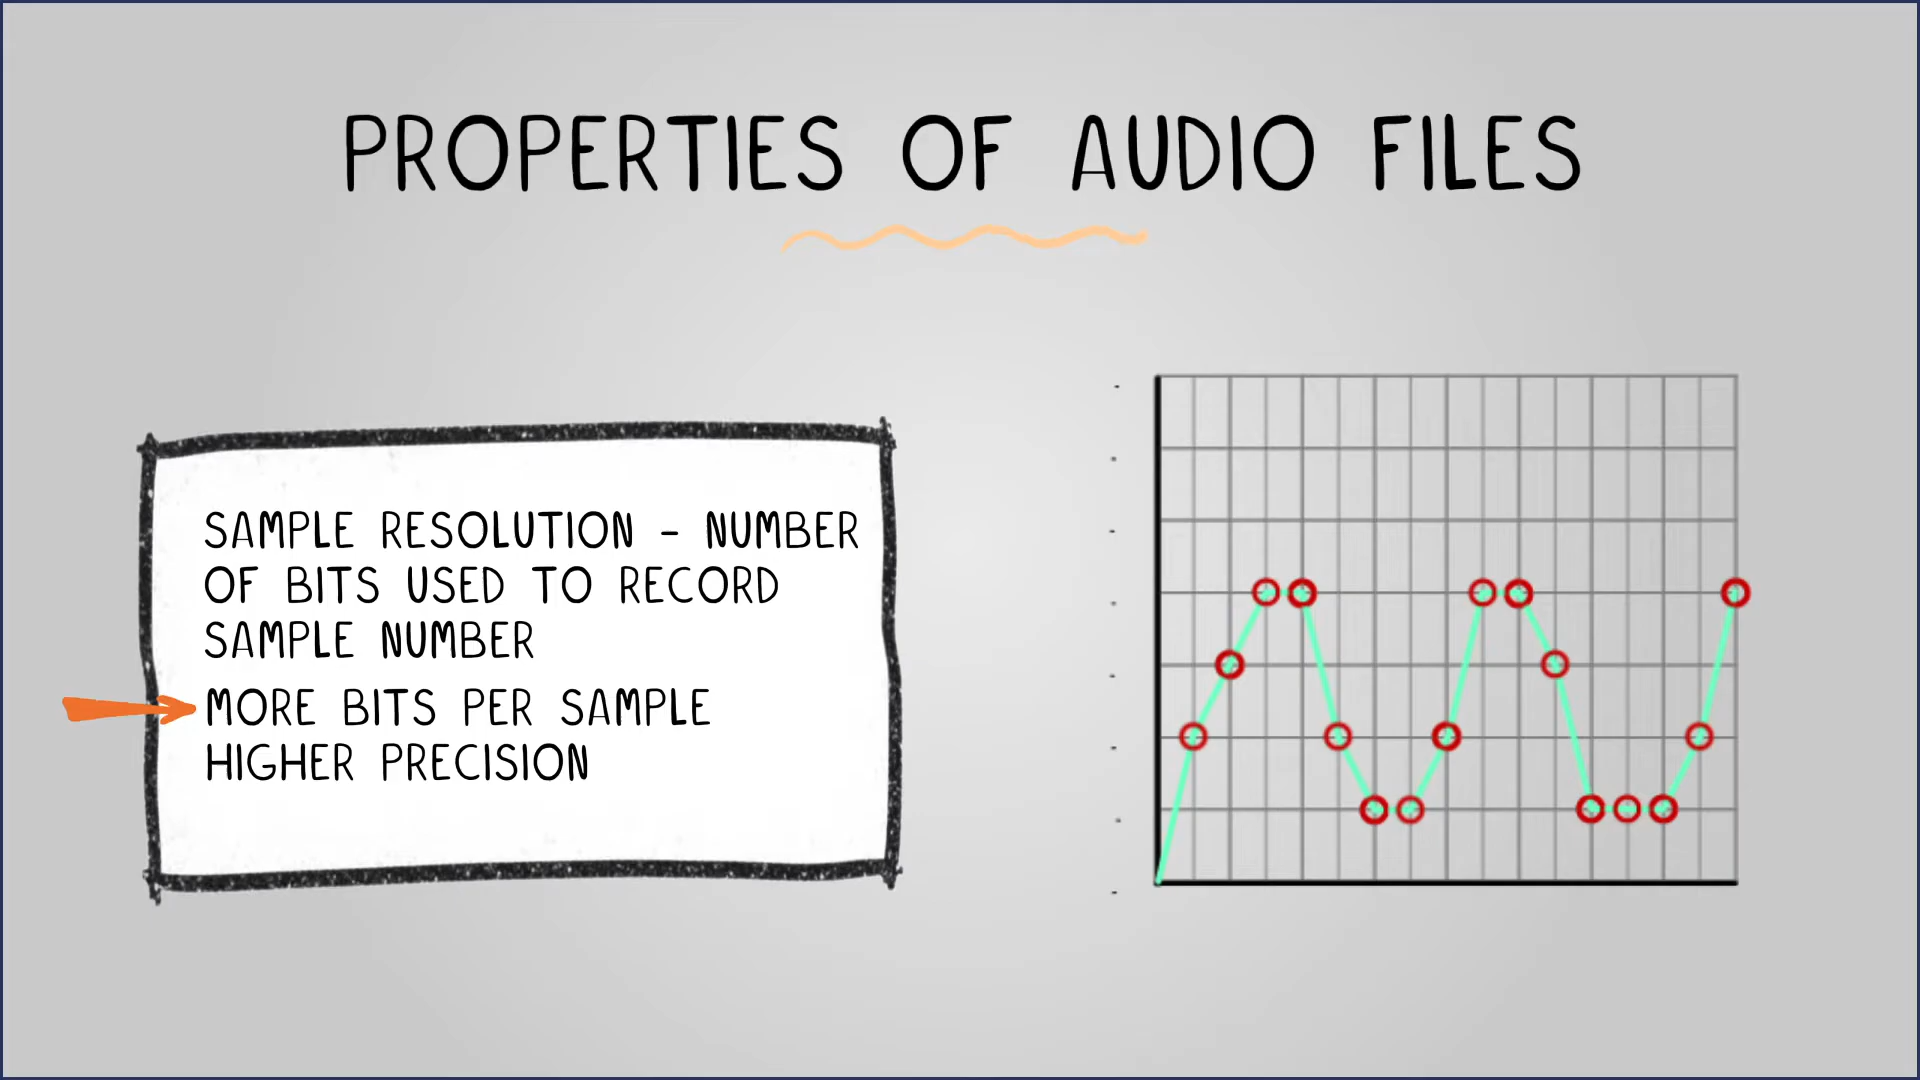 PROPERTIES OF AUDIO FILES
SAMPLE RESOLUTION - NUMBER
OF BITS USED TO RECORD
SAMPLE NUMBER
MORE BITS PER SAMPLE
HIGHER PRECISION